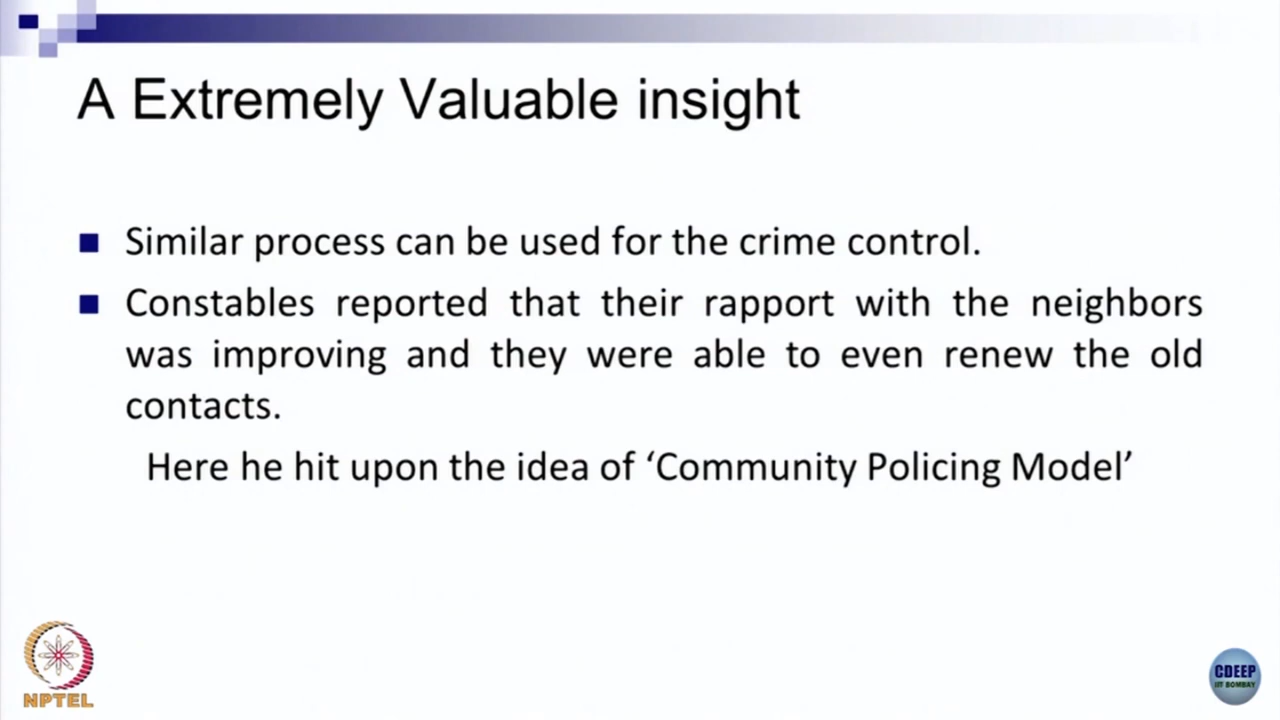 A Extremely Valuable insight
Similar process can be used for the crime control.
Constables reported that their rapport with the neighbors
was improving and they were able to even renew the old
contacts.
Here he hit upon the idea of ‘Community Policing Model’
NPTEL
CDEEP
IIT BOMBAY